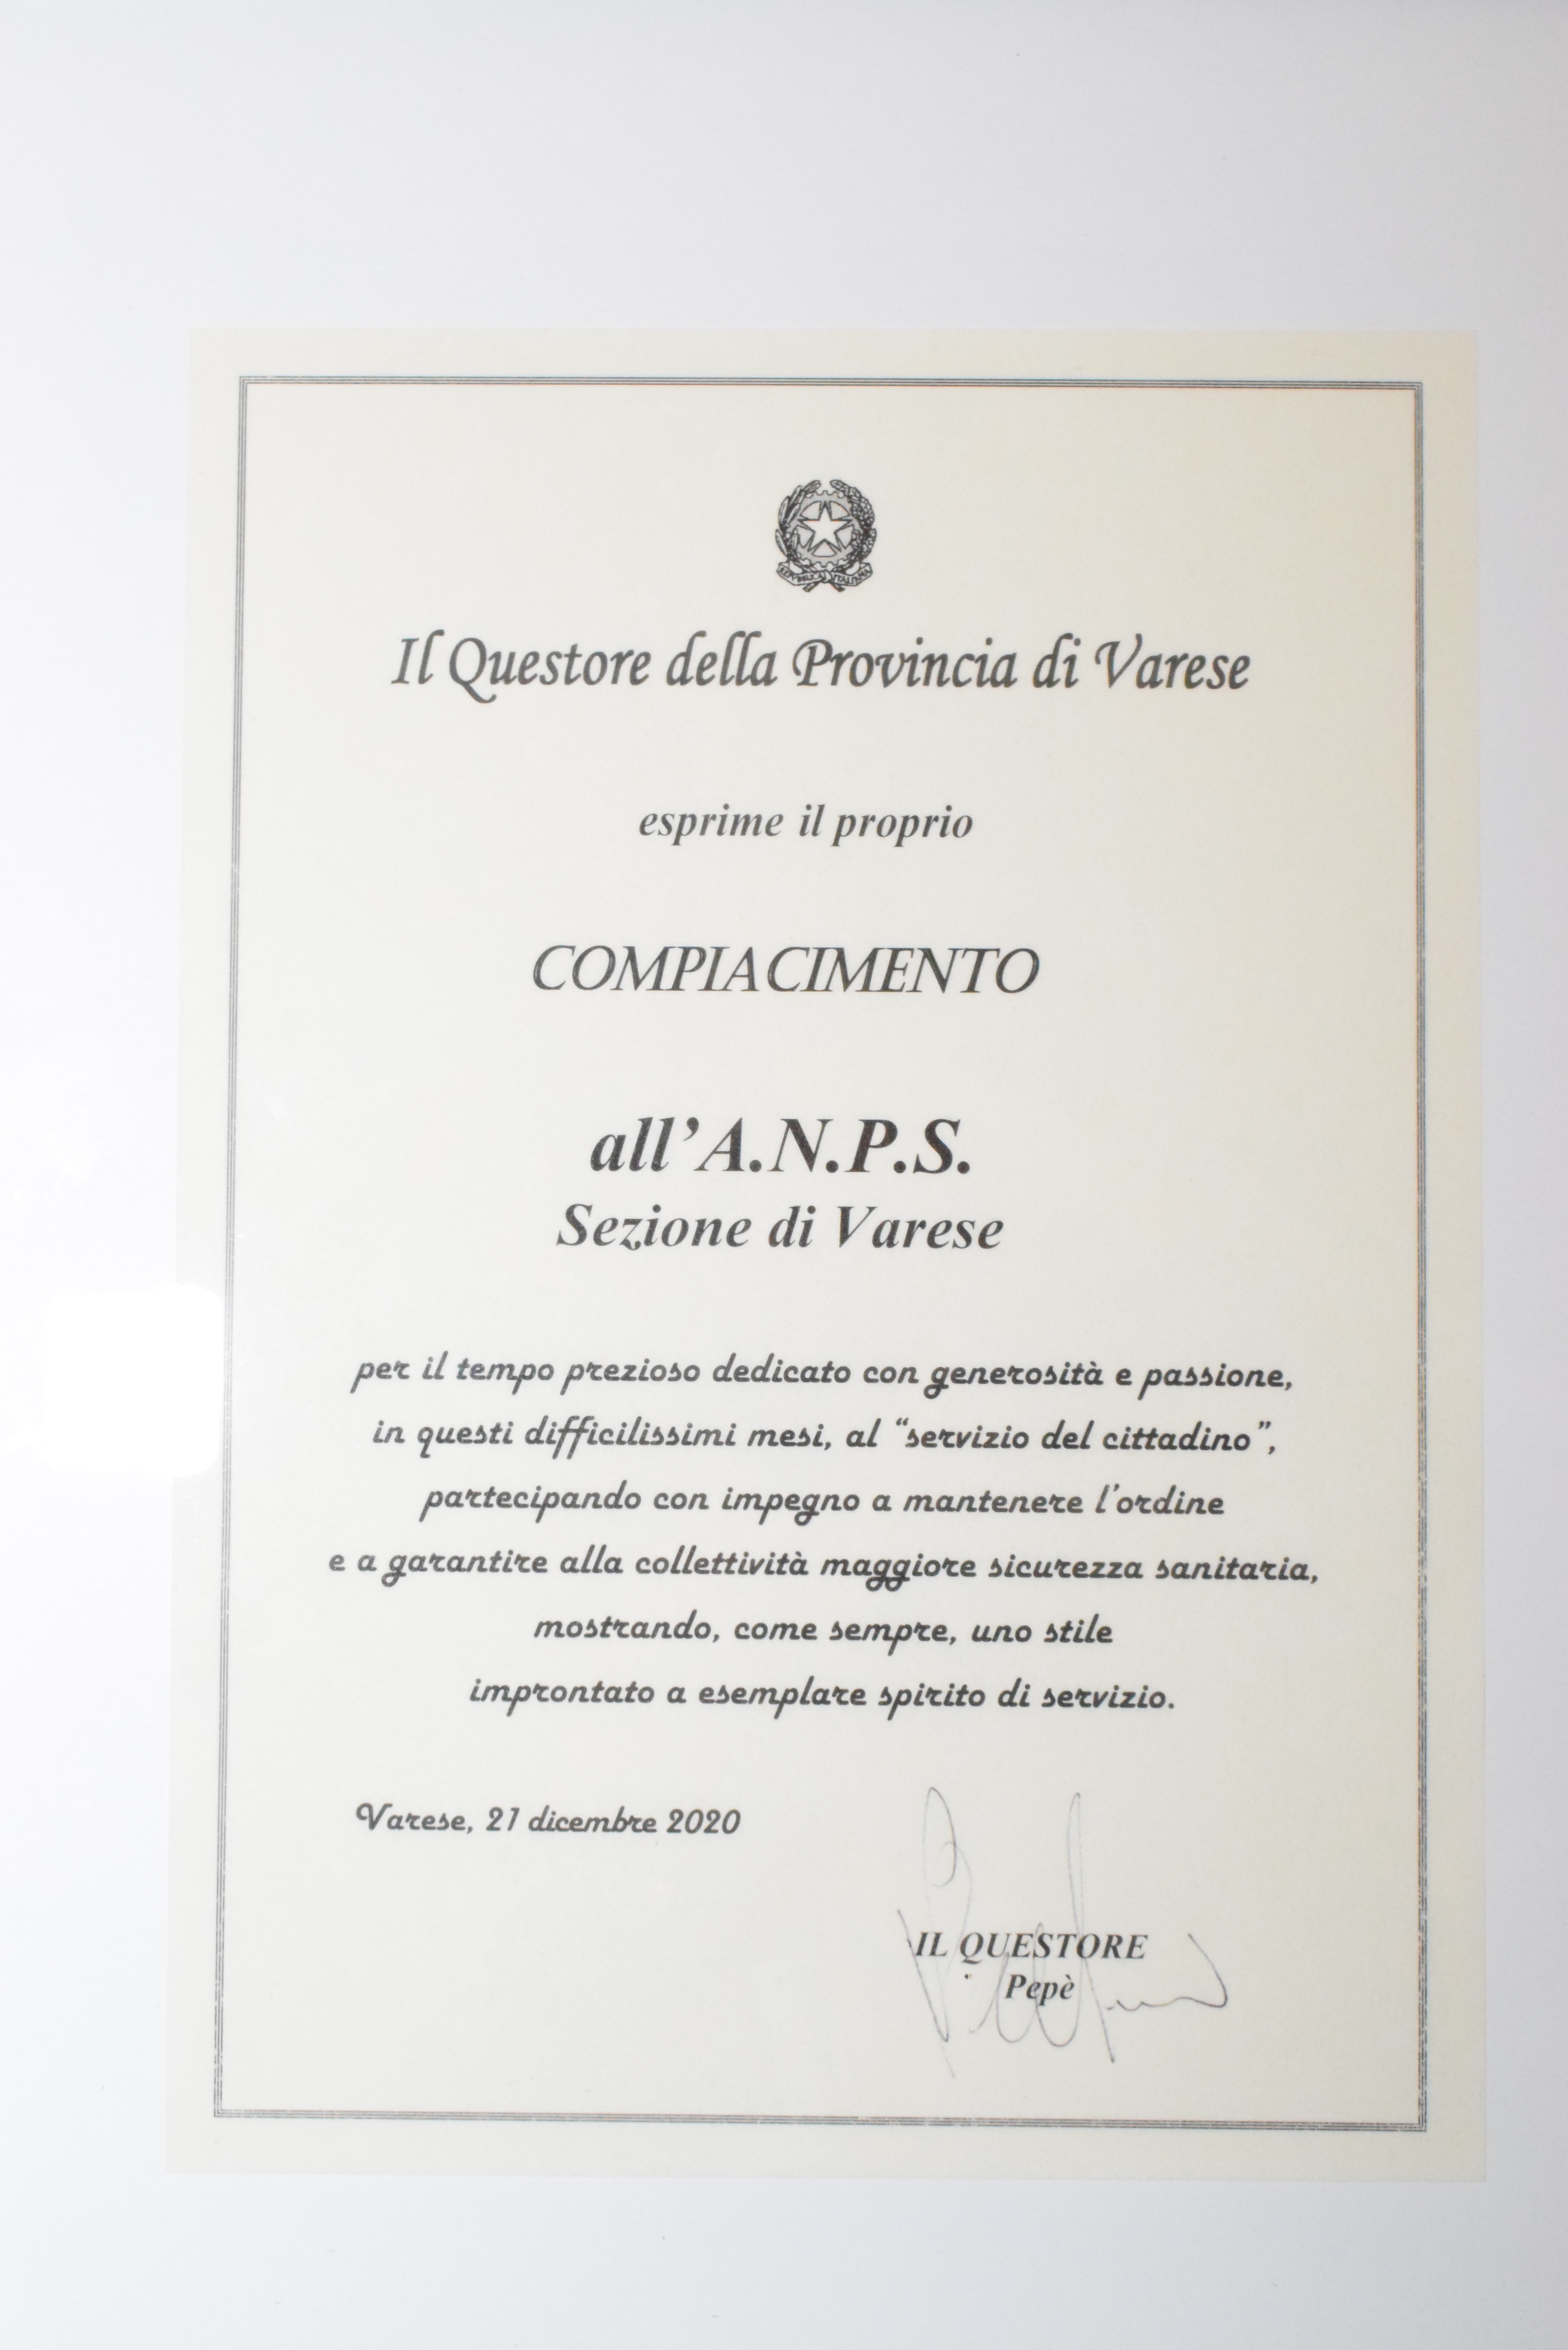 REPVBBLICA ITALIANA
Il Questore della Provincia di Varese
esprime il proprio
COMPIACIMENTO
all'A.N.P.S.
Sezione di Varese
per il tempo prezioso dedicato con generosità e passione,
in questi difficilissimi mesi, al “servizio del cittadino”,
partecipando con impegno a mantenere l'ordine
e a garantire alla collettività maggiore sicurezza sanitaria,
mostrando, come sempre, uno stile
improntato a esemplare spirito di servizio.
Varese, 21 dicembre 2020
IL QUESTORE
Pepè